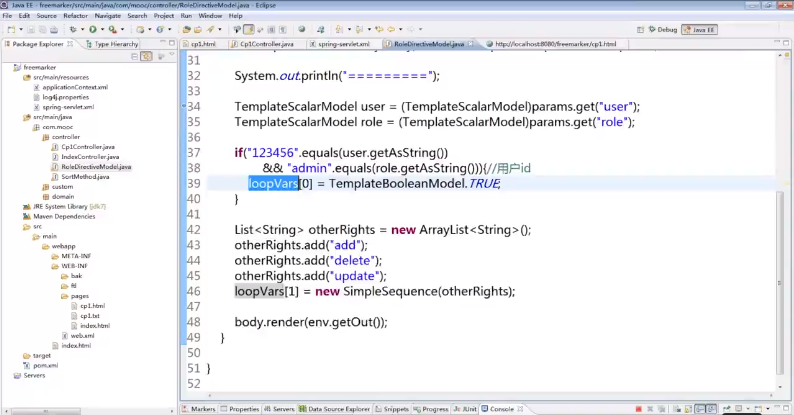 Java EE - freemarker/src/main/java/com/mooc/controller/RoleDirectiveModel.java - Eclipse
File Edit Source Refactor Navigate Search Project Run Window Help
Debug Java EE
Package Explorer Type Hierarchy
freemarker
src/main/resources
applicationContext.xml
log4j.properties
spring-servlet.xml
src/main/java
com.mooc
controller
Cp1Controller.java
IndexController.java
RoleDirectiveModel.java
SortMethod.java
custom
domain
JRE System Library [jdk7]
Maven Dependencies
src
main
webapp
META-INF
WEB-INF
bak
ftl
pages
cp1.html
cp1.txt
index.html
web.xml
index.html
target
pom.xml
Servers
cp1.html Cp1Controller.java spring-servlet.xml RoleDirectiveModel.java http://localhost:8080/freemarker/cp1.html
31
32 System.out.println("=========");
33
34 TemplateScalarModel user = (TemplateScalarModel)params.get("user");
35 TemplateScalarModel role = (TemplateScalarModel)params.get("role");
36
37 if("123456".equals(user.getAsString())
38 && "admin".equals(role.getAsString())){//用户id
39 loopVars[0] = TemplateBooleanModel.TRUE;
40 }
41
42 List<String> otherRights = new ArrayList<String>();
43 otherRights.add("add");
44 otherRights.add("delete");
45 otherRights.add("update");
46 loopVars[1] = new SimpleSequence(otherRights);
47
48 body.render(env.getOut());
49 }
50
51 }
52
Markers Properties Servers Data Source Explorer Snippets Progress JUnit Console